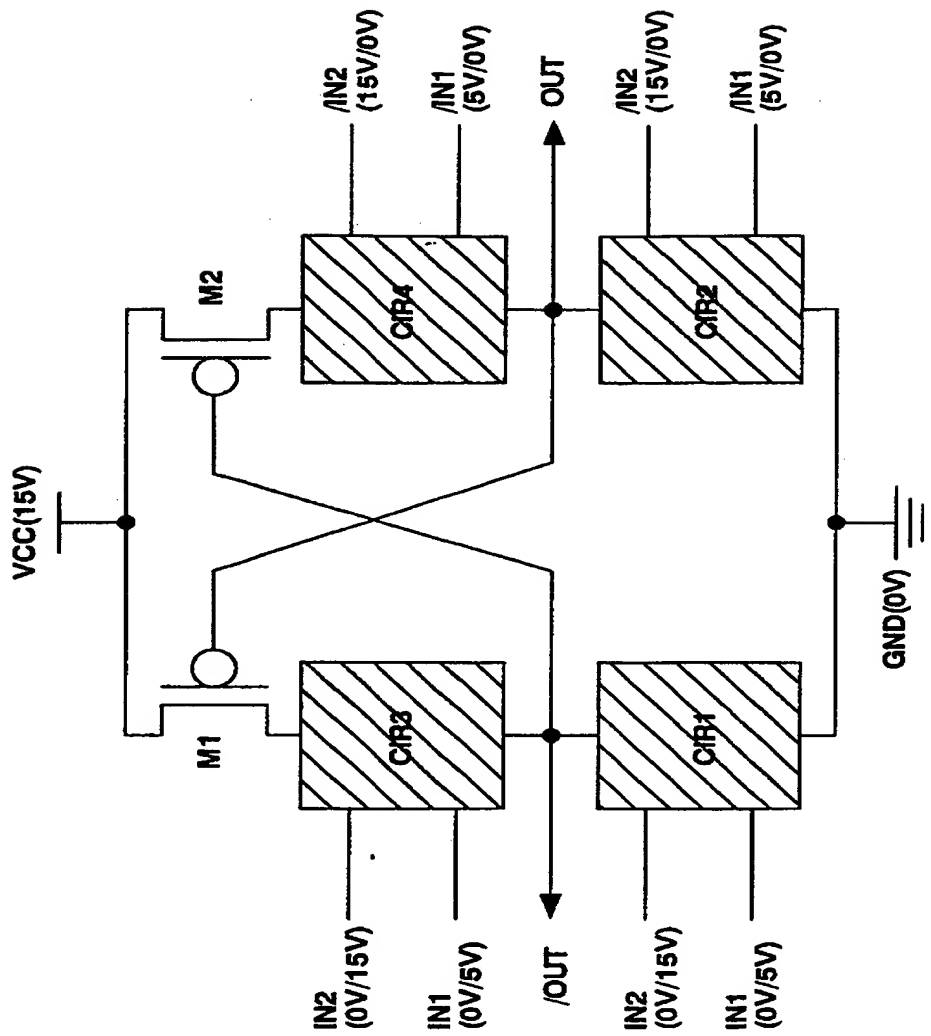 VCC(15V)
M1
M2
IN2
(0V/15V)
IN1
(0V/5V)
CIR3
CIR4
/IN2
(15V/0V)
/IN1
(5V/0V)
/OUT
OUT
IN2
(0V/15V)
IN1
(0V/5V)
CIR1
CIR2
/IN2
(15V/0V)
/IN1
(5V/0V)
GND(0V)